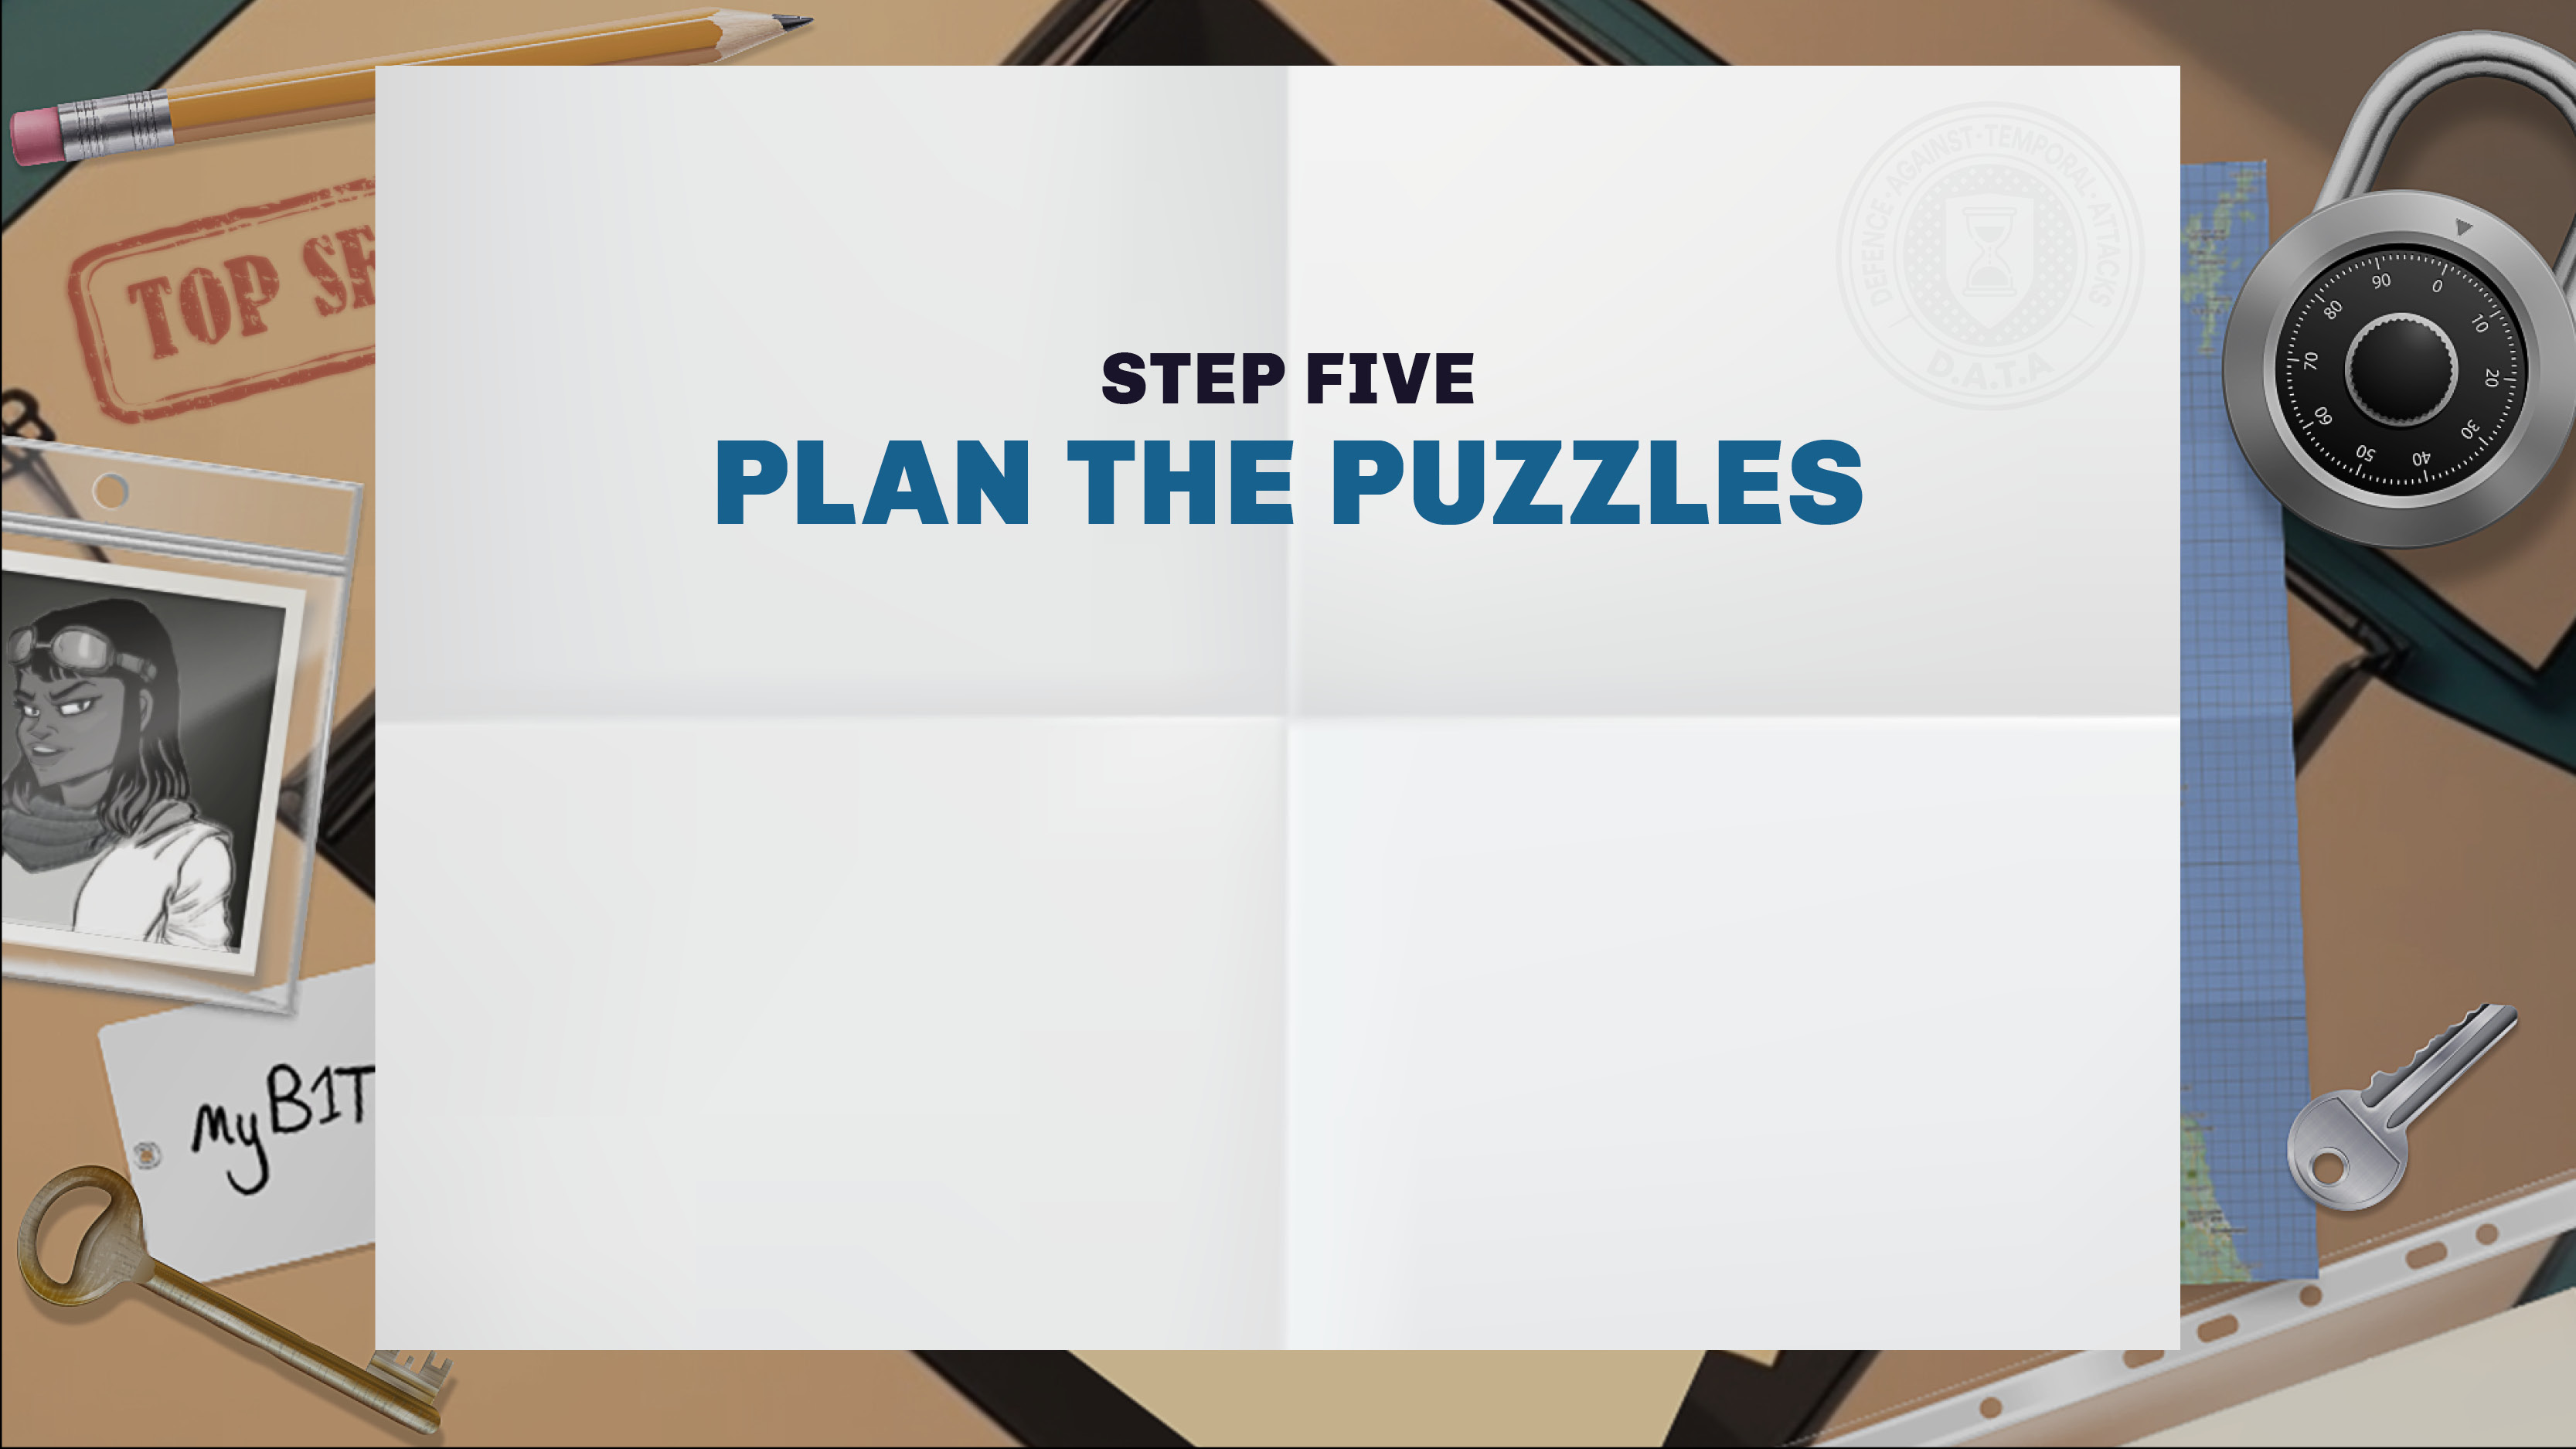 STEP FIVE
PLAN THE PUZZLES
DEFENCE · AGAINST · TEMPORAL · ATTACKS
D.A.T.A
TOP SE
myB1T
0
10
20
30
40
50
60
70
80
90